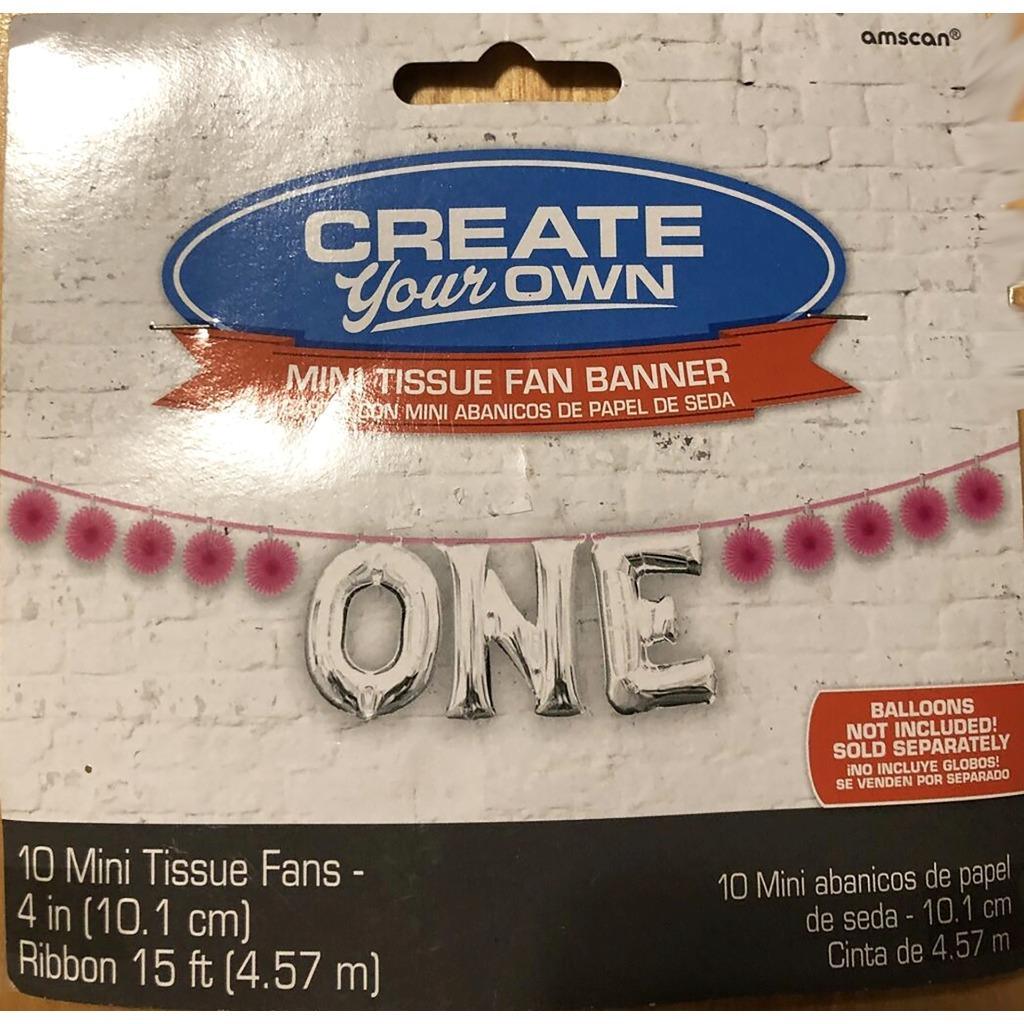 amscan®
CREATE
Your OWN
MINI TISSUE FAN BANNER
CON MINI ABANICOS DE PAPEL DE SEDA
ONE
BALLOONS
NOT INCLUDED!
SOLD SEPARATELY
¡NO INCLUYE GLOBOS!
SE VENDEN POR SEPARADO
10 Mini Tissue Fans -
4 in (10.1 cm)
Ribbon 15 ft (4.57 m)
10 Mini abanicos de papel
de seda - 10.1 cm
Cinta de 4.57 m